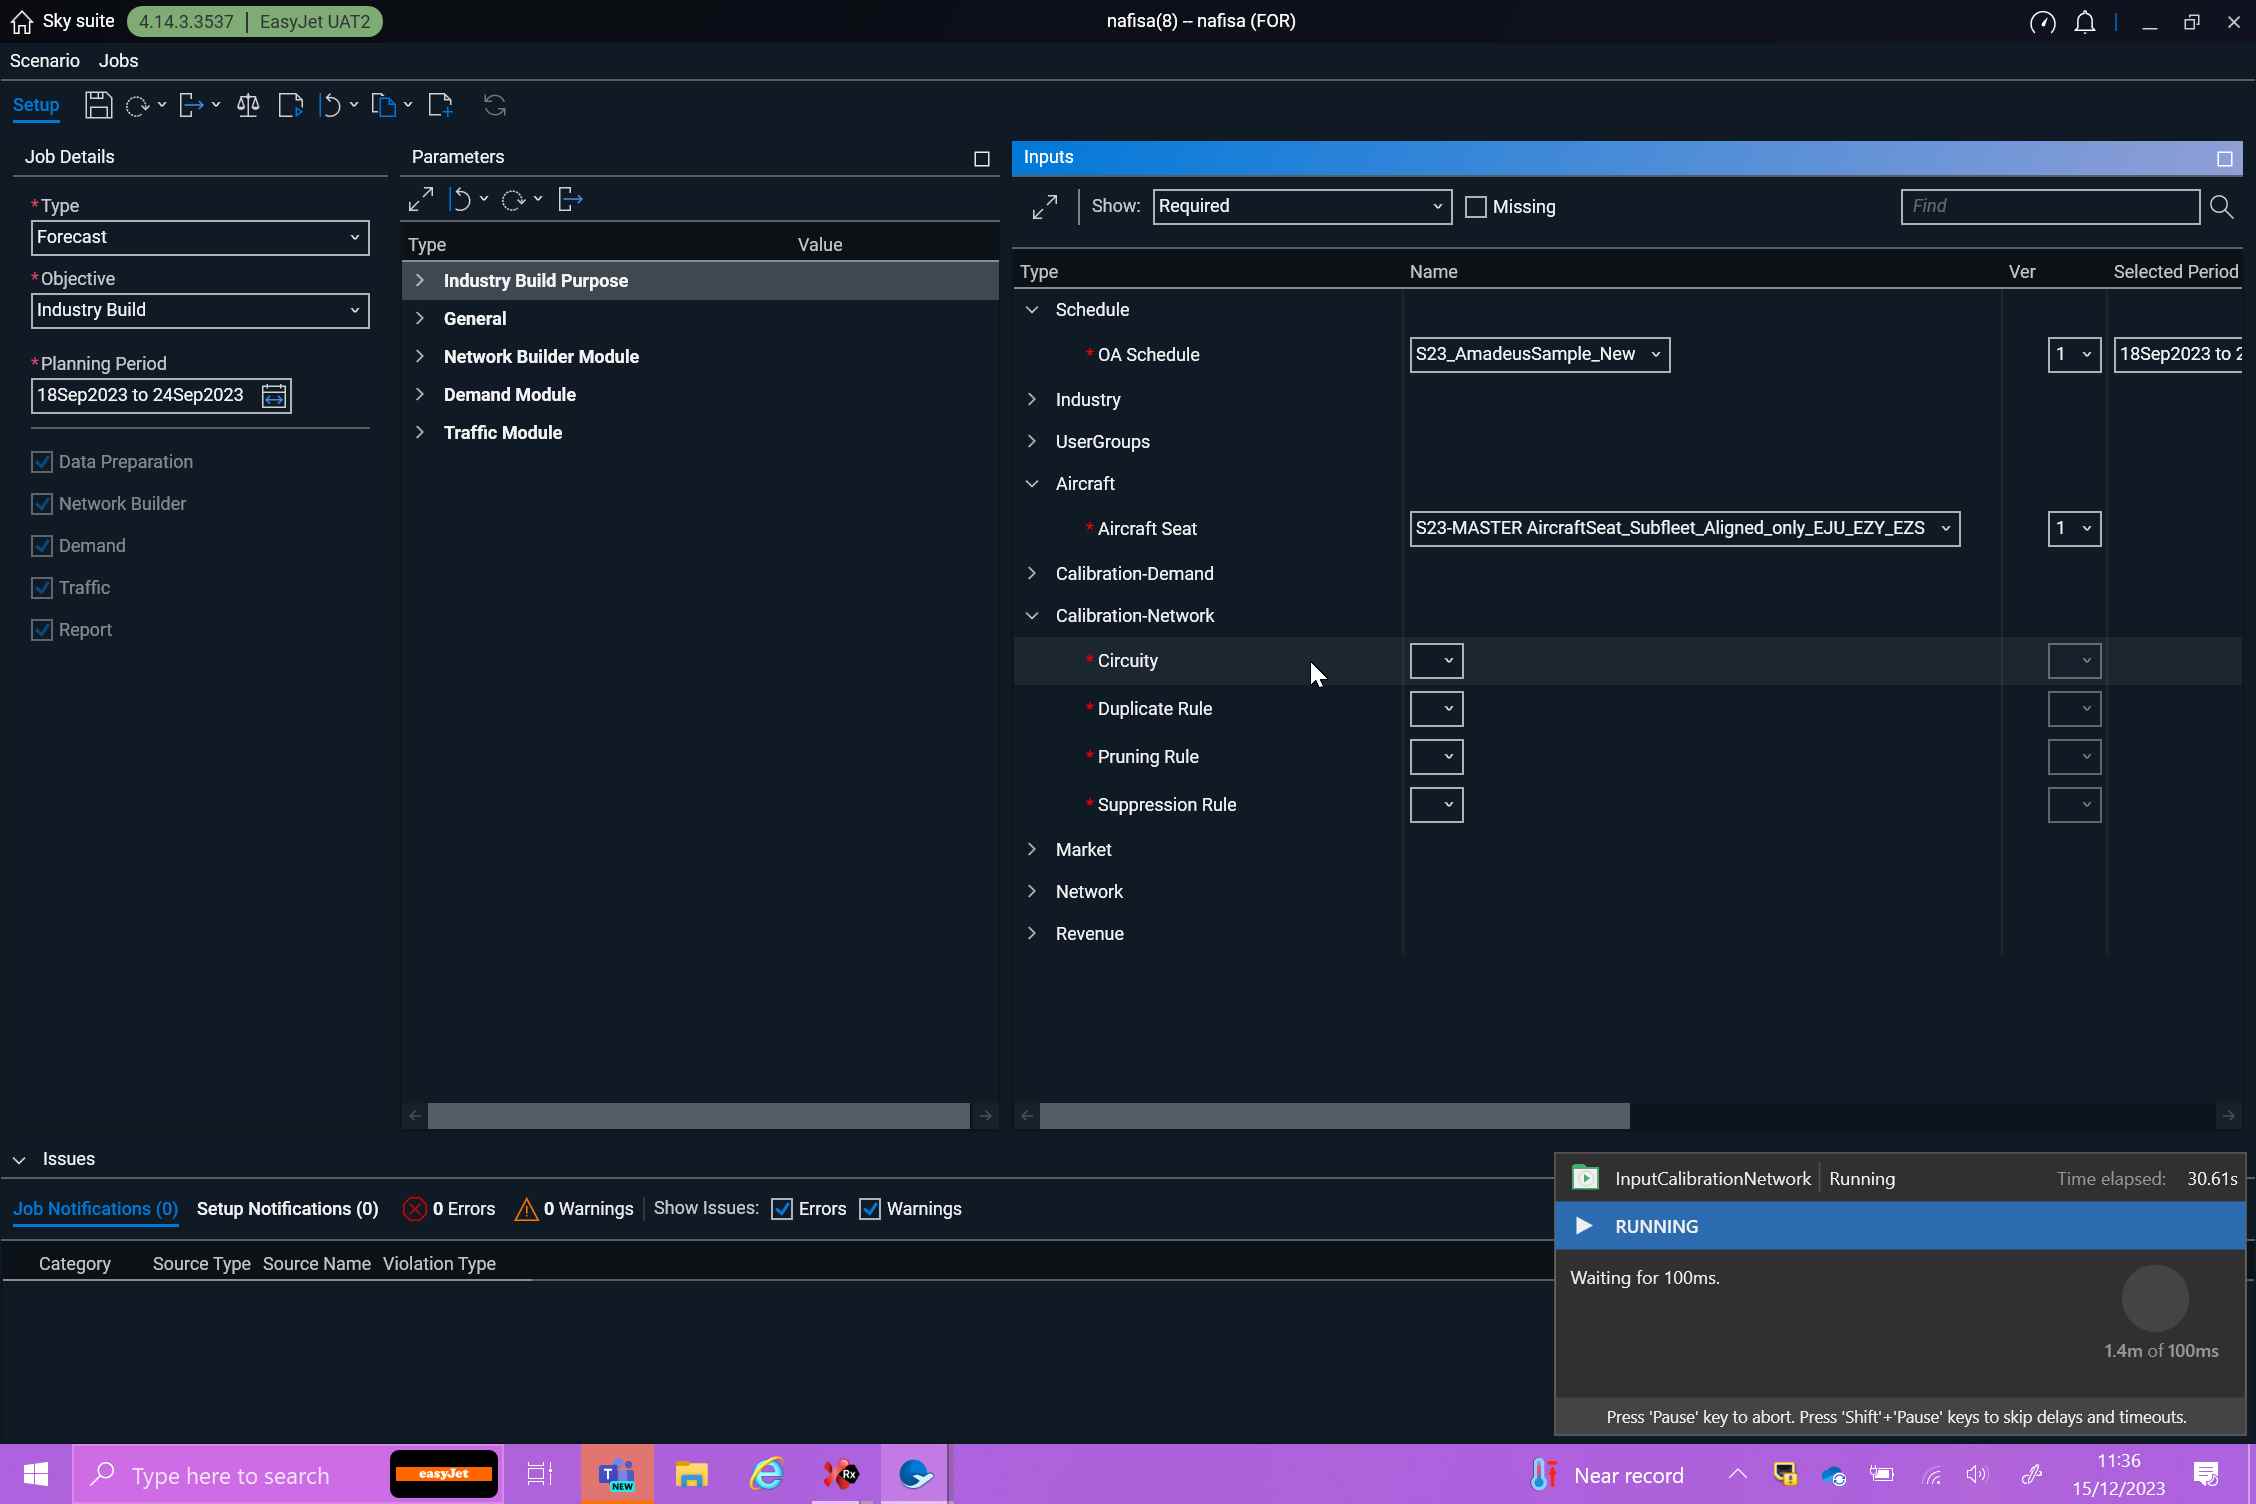 Sky suite 4.14.3.3537 | EasyJet UAT2
nafisa(8) – nafisa (FOR)
Scenario Jobs
Setup
Job Details
*Type
Forecast
*Objective
Industry Build
*Planning Period
18Sep2023 to 24Sep2023
Data Preparation
Network Builder
Demand
Traffic
Report
Parameters
Type Value
Industry Build Purpose
General
Network Builder Module
Demand Module
Traffic Module
Inputs
Show: Required Missing Find
Type Name Ver Selected Period
Schedule
* OA Schedule S23_AmadeusSample_New 1 18Sep2023 to 2
Industry
UserGroups
Aircraft
* Aircraft Seat S23-MASTER AircraftSeat_Subfleet_Aligned_only_EJU_EZY_EZS 1
Calibration-Demand
Calibration-Network
* Circuity
* Duplicate Rule
* Pruning Rule
* Suppression Rule
Market
Network
Revenue
Issues
Job Notifications (0) Setup Notifications (0) 0 Errors 0 Warnings Show Issues: Errors Warnings
Category Source Type Source Name Violation Type
InputCalibrationNetwork | Running Time elapsed: 30.61s
RUNNING
Waiting for 100ms.
1.4m of 100ms
Press 'Pause' key to abort. Press 'Shift'+'Pause' keys to skip delays and timeouts.
Type here to search
easyJet
T
NEW
Rx
Near record
11:36
15/12/2023